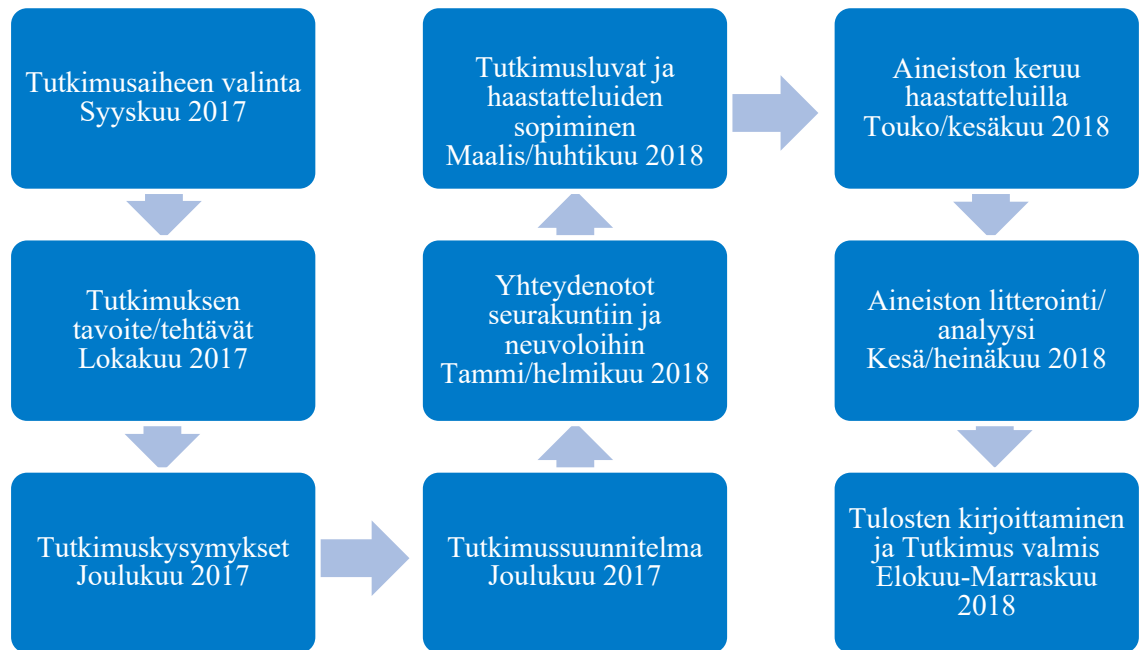 Tutkimusaiheen valinta
Syyskuu 2017
Tutkimuksen
tavoite/tehtävät
Lokakuu 2017
Tutkimuskysymykset
Joulukuu 2017
Tutkimussuunnitelma
Joulukuu 2017
Yhteydenotot
seurakuntiin ja
neuvoloihin
Tammi/helmikuu 2018
Tutkimusluvat ja
haastatteluiden
sopiminen
Maalis/huhtikuu 2018
Aineiston keruu
haastatteluilla
Touko/kesäkuu 2018
Aineiston litterointi/
analyysi
Kesä/heinäkuu 2018
Tulosten kirjoittaminen
ja Tutkimus valmis
Elokuu-Marraskuu
2018